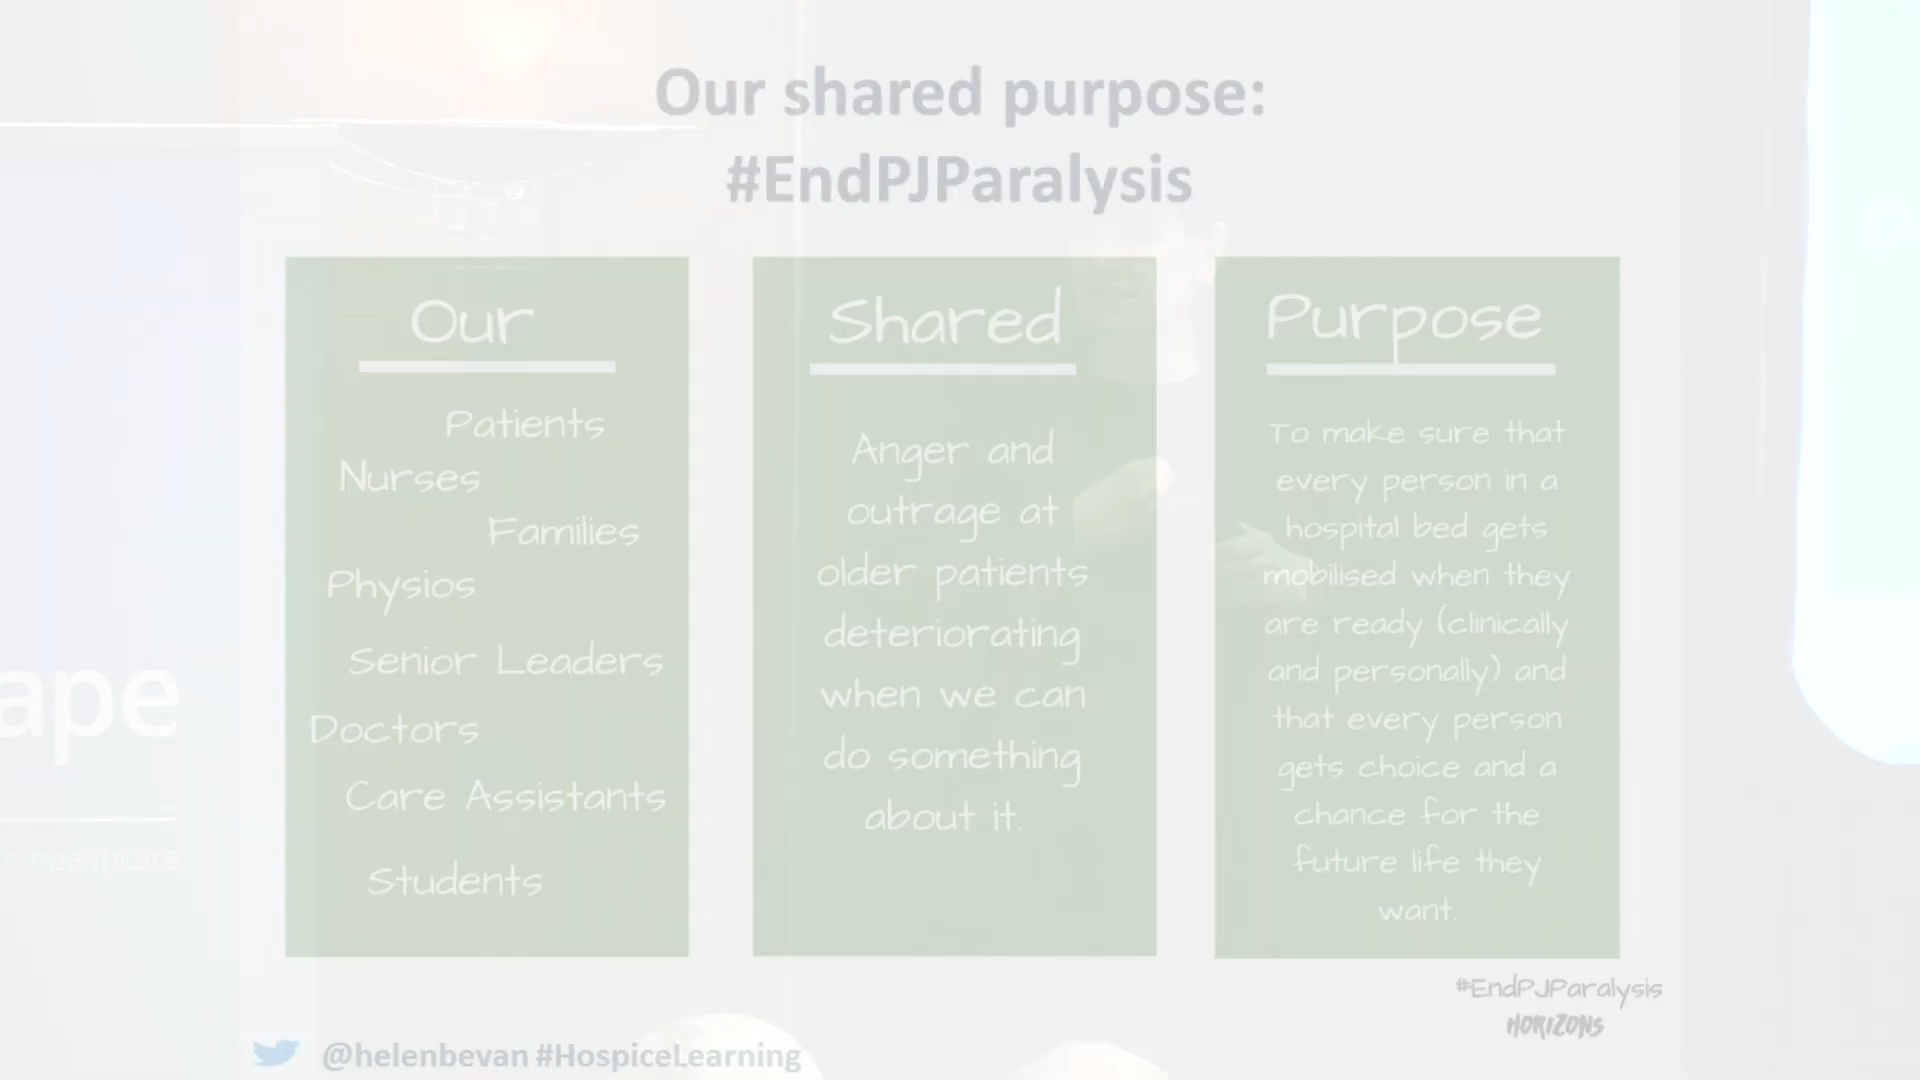 Our shared purpose:
#EndPJParalysis
Our
Patients
Nurses
Families
Physios
Senior Leaders
Doctors
Care Assistants
Students
Shared
Anger and
outrage at
older patients
deteriorating
when we can
do something
about it.
Purpose
To make sure that
every person in a
hospital bed gets
mobilised when they
are ready (clinically
and personally) and
that every person
gets choice and a
chance for the
future life they
want.
#EndPJParalysis
HORIZONS
@helenbevan #HospiceLearning
ape
healthcare